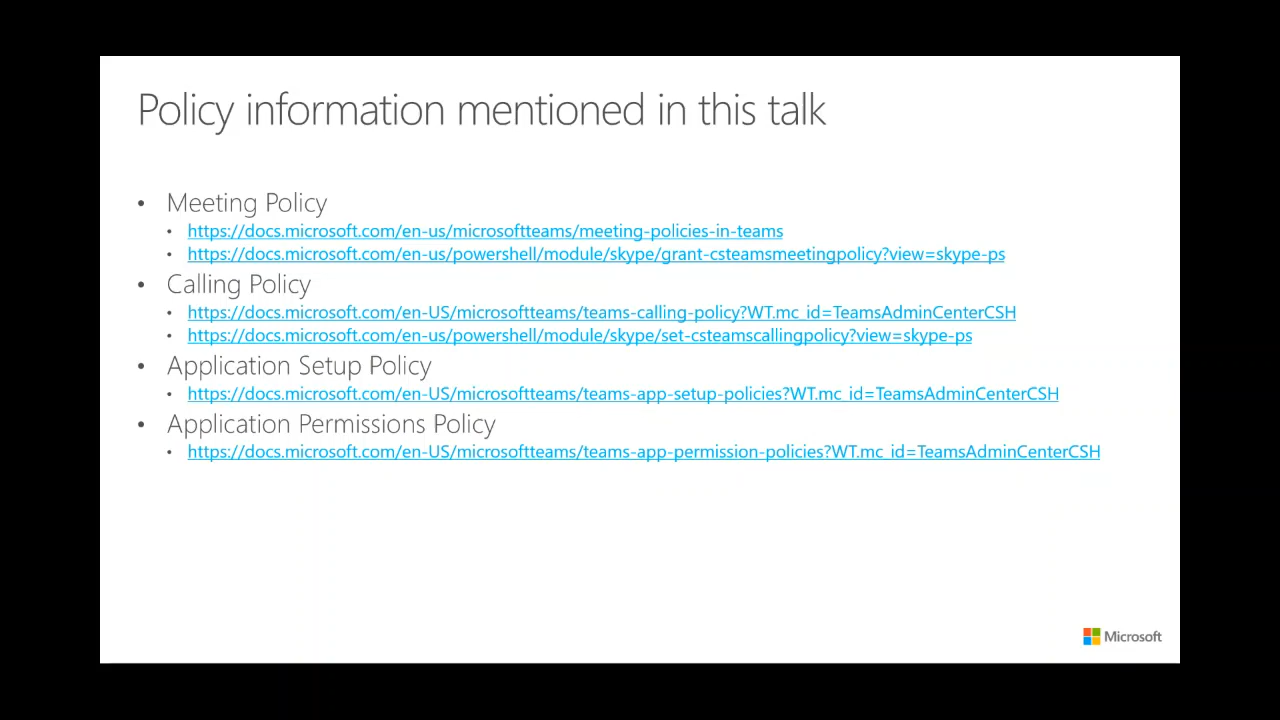 Policy information mentioned in this talk
• Meeting Policy
• https://docs.microsoft.com/en-us/microsoftteams/meeting-policies-in-teams
• https://docs.microsoft.com/en-us/powershell/module/skype/grant-csteamsmeetingpolicy?view=skype-ps
• Calling Policy
• https://docs.microsoft.com/en-US/microsoftteams/teams-calling-policy?WT.mc_id=TeamsAdminCenterCSH
• https://docs.microsoft.com/en-us/powershell/module/skype/set-csteamscallingpolicy?view=skype-ps
• Application Setup Policy
• https://docs.microsoft.com/en-US/microsoftteams/teams-app-setup-policies?WT.mc_id=TeamsAdminCenterCSH
• Application Permissions Policy
• https://docs.microsoft.com/en-US/microsoftteams/teams-app-permission-policies?WT.mc_id=TeamsAdminCenterCSH
Microsoft